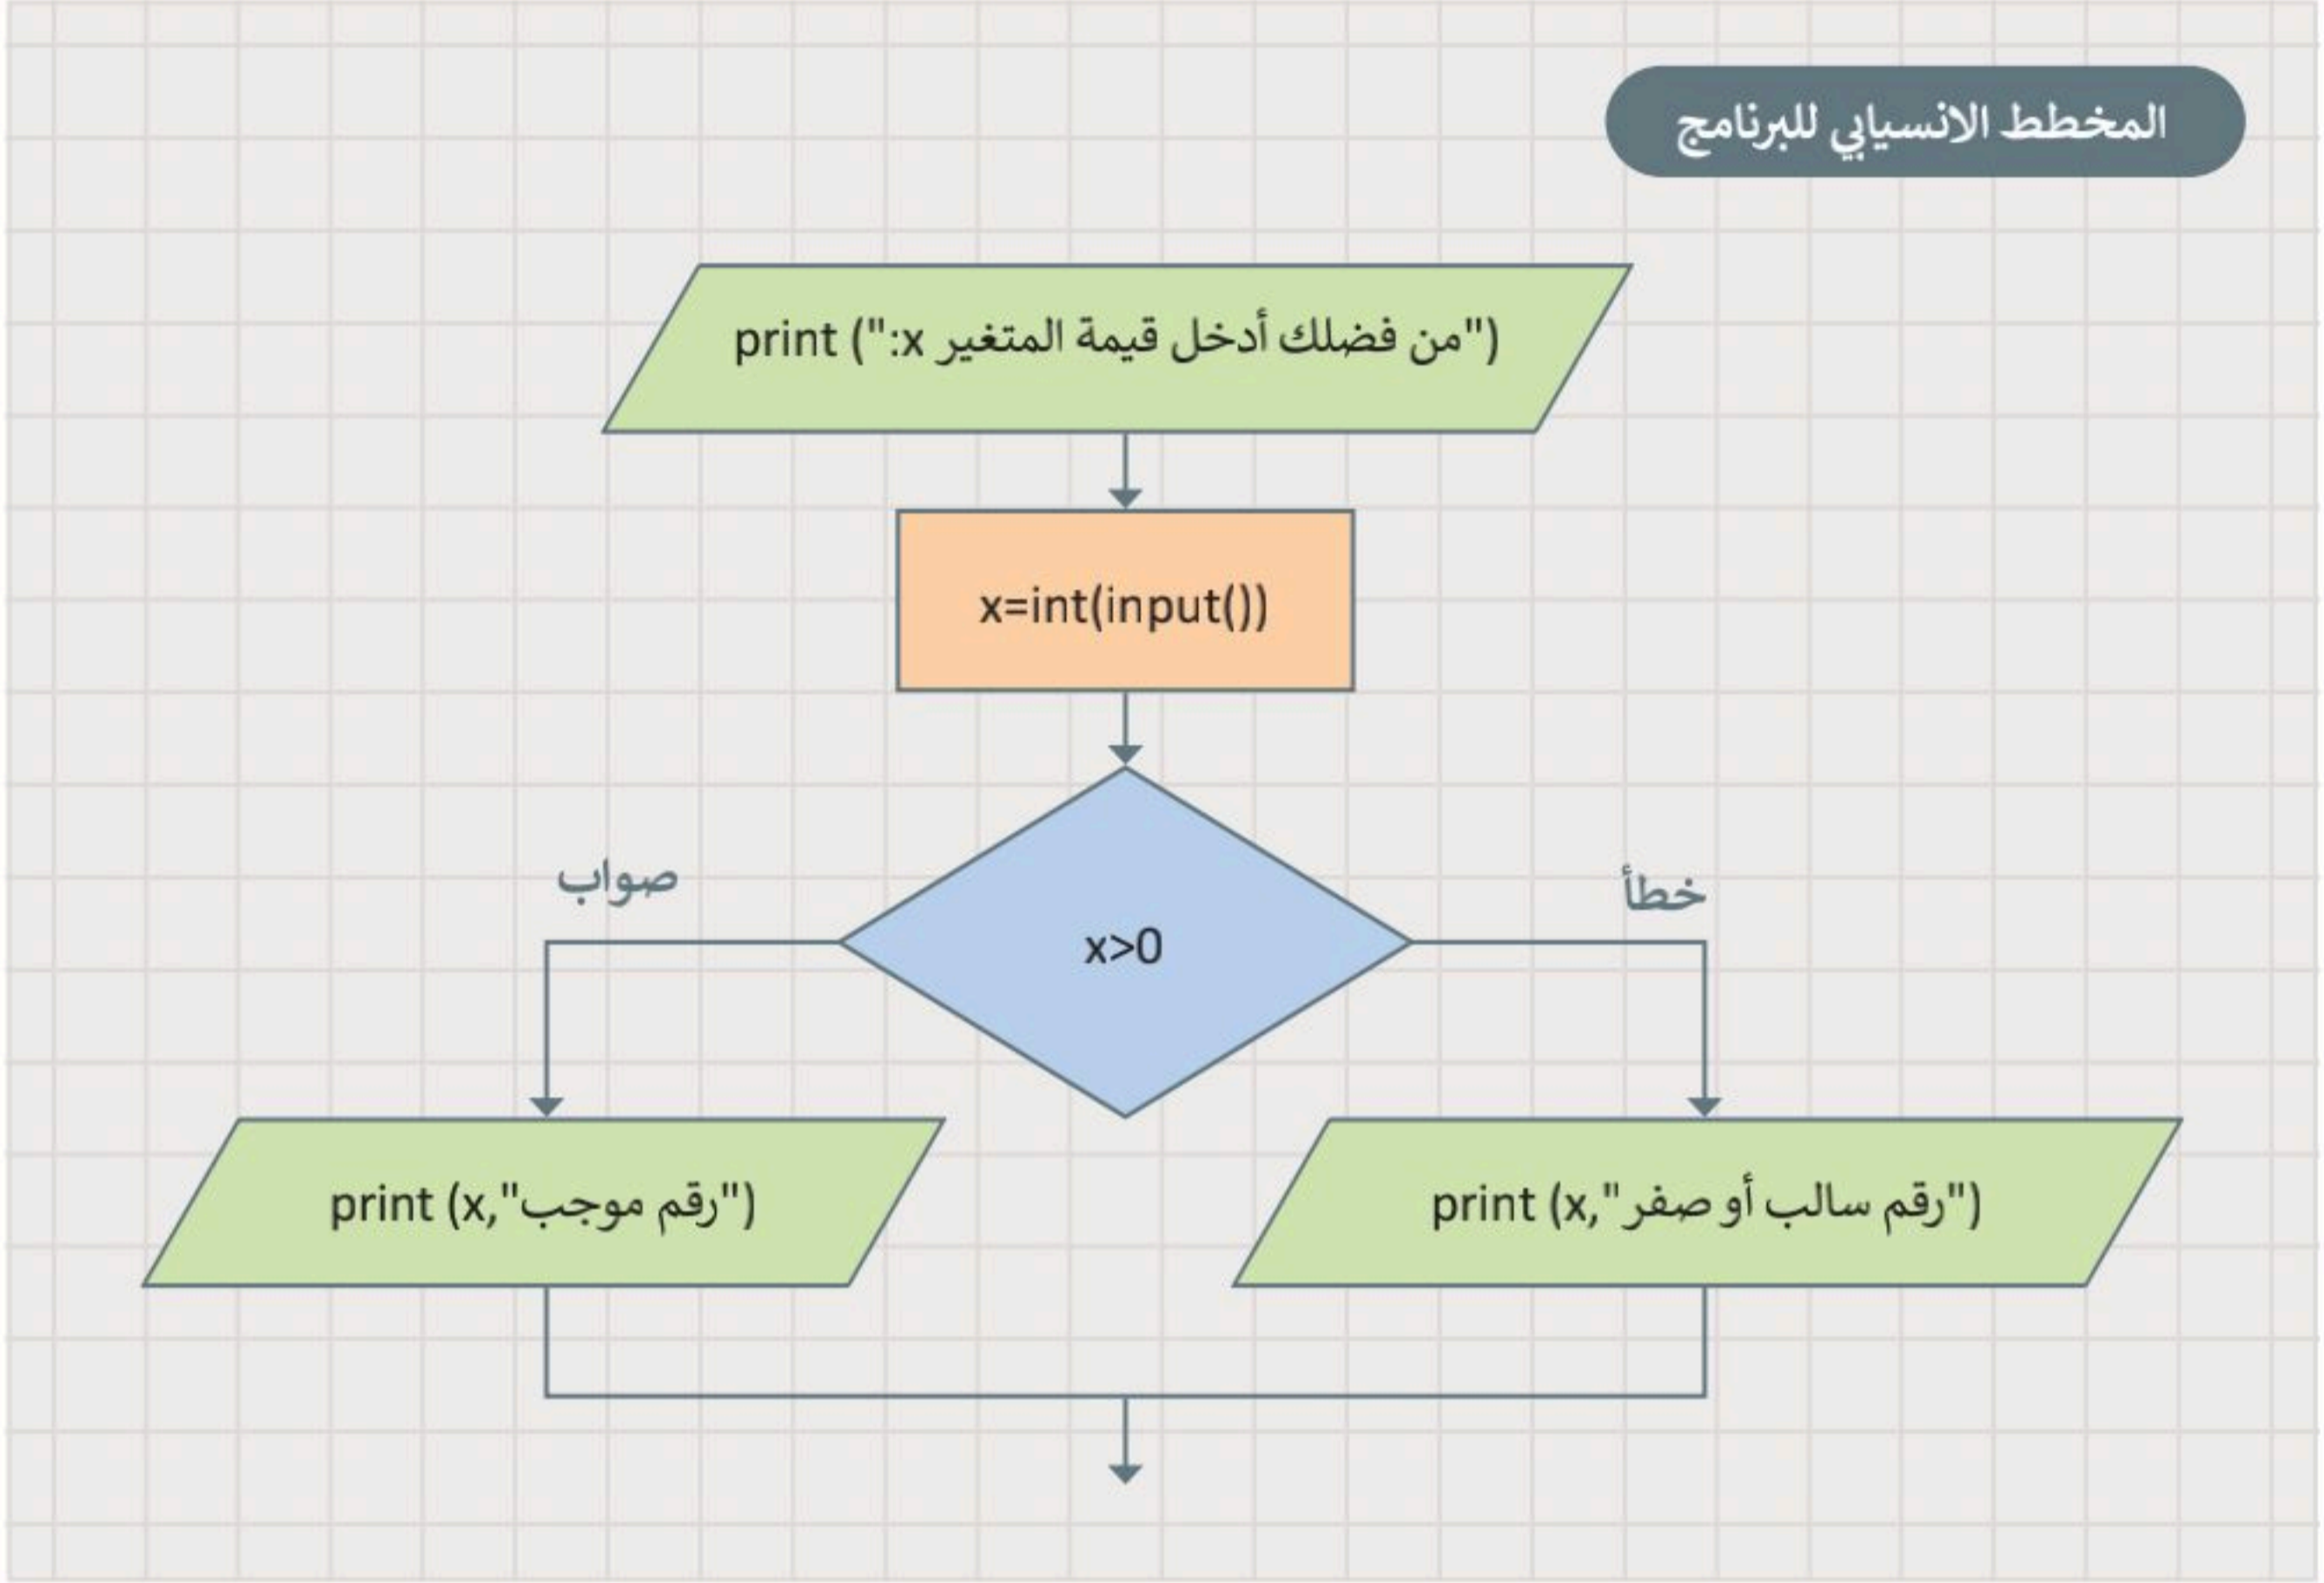 المخطط الانسيابي للبرنامج
print ("من فضلك أدخل قيمة المتغير x:")
x=int(input())
x>0
صواب
خطأ
print (x,"رقم موجب")
print (x,"رقم سالب أو صفر")